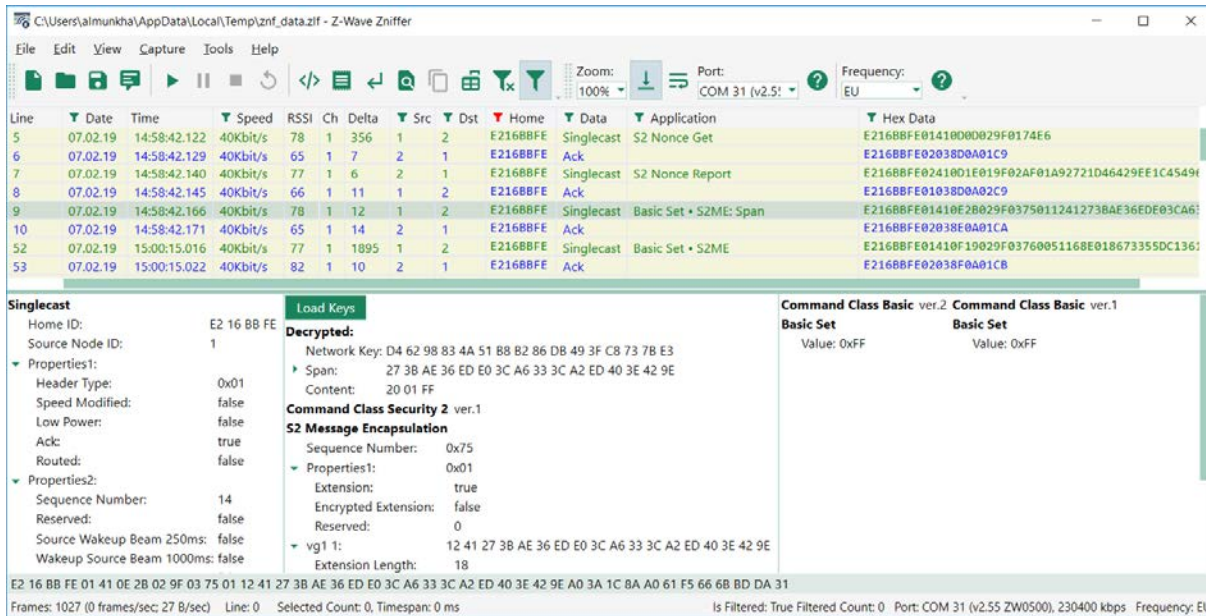 C:\Users\almunkha\AppData\Local\Temp\znf_data.zlf - Z-Wave Zniffer
File Edit View Capture Tools Help
Zoom: Port: Frequency:
100% COM 31 (v2.5! EU
Line Date Time Speed RSSI Ch Delta Src Dst Home Data Application Hex Data
5 07.02.19 14:58:42.122 40Kbit/s 78 1 356 1 2 E216BBFE Singlecast S2 Nonce Get E216BBFE01410D0D029F0174E6
6 07.02.19 14:58:42.129 40Kbit/s 65 1 7 2 1 E216BBFE Ack E216BBFE02038D0A01C9
7 07.02.19 14:58:42.140 40Kbit/s 77 1 6 2 1 E216BBFE Singlecast S2 Nonce Report E216BBFE02410D1E019F02AF01A92721D46429EE1C45496
8 07.02.19 14:58:42.145 40Kbit/s 66 1 11 1 2 E216BBFE Ack E216BBFE01038D0A02C9
9 07.02.19 14:58:42.166 40Kbit/s 78 1 12 1 2 E216BBFE Singlecast Basic Set • S2ME: Span E216BBFE01410E2B029F0375011241273BAE36EDE03CA63
10 07.02.19 14:58:42.171 40Kbit/s 65 1 14 2 1 E216BBFE Ack E216BBFE02038E0A01CA
52 07.02.19 15:00:15.016 40Kbit/s 77 1 1895 1 2 E216BBFE Singlecast Basic Set • S2ME E216BBFE01410F19029F03760051168E018673355DC1361
53 07.02.19 15:00:15.022 40Kbit/s 82 1 10 2 1 E216BBFE Ack E216BBFE02038F0A01CB
Singlecast
Home ID: E2 16 BB FE
Source Node ID: 1
Properties1:
Header Type: 0x01
Speed Modified: false
Low Power: false
Ack: true
Routed: false
Properties2:
Sequence Number: 14
Reserved: false
Source Wakeup Beam 250ms: false
Wakeup Source Beam 1000ms: false
Load Keys
Decrypted:
Network Key: D4 62 98 83 4A 51 B8 B2 86 DB 49 3F C8 73 7B E3
Span: 27 3B AE 36 ED E0 3C A6 33 3C A2 ED 40 3E 42 9E
Content: 20 01 FF
Command Class Security 2 ver.1
S2 Message Encapsulation
Sequence Number: 0x75
Properties1: 0x01
Extension: true
Encrypted Extension: false
Reserved: 0
vg1 1: 12 41 27 3B AE 36 ED E0 3C A6 33 3C A2 ED 40 3E 42 9E
Extension Length: 18
Command Class Basic ver.2 Command Class Basic ver.1
Basic Set Basic Set
Value: 0xFF Value: 0xFF
E2 16 BB FE 01 41 0E 2B 02 9F 03 75 01 12 41 27 3B AE 36 ED E0 3C A6 33 3C A2 ED 40 3E 42 9E A0 3A 1C 8A A0 61 F5 66 6B BD DA 31
Frames: 1027 (0 frames/sec; 27 B/sec) Line: 0 Selected Count: 0, Timespan: 0 ms Is Filtered: True Filtered Count: 0 Port: COM 31 (v2.55 ZW0500), 230400 kbps Frequency: EU